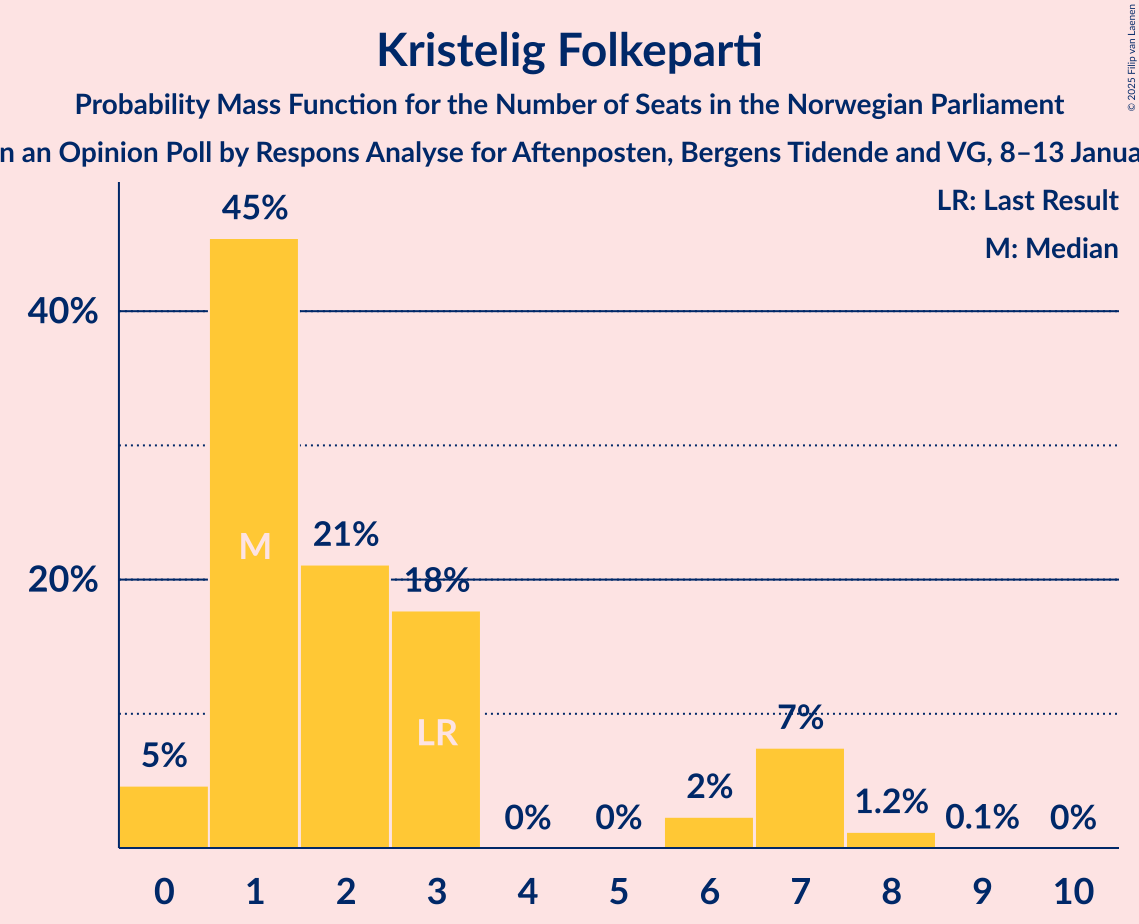 Kristelig Folkeparti
Probability Mass Function for the Number of Seats in the Norwegian Parliament
an Opinion Poll by Respons Analyse for Aftenposten, Bergens Tidende and VG, 8–13
LR: Last Result
M: Median
45%
40%
M
21%
20%
18%
LR
7%
5%
2%
1.2%
0.1%
0%
0%
0%
0 1 2 3 4 5 6 7 8 9 10
© 2025 Filip van Laenen